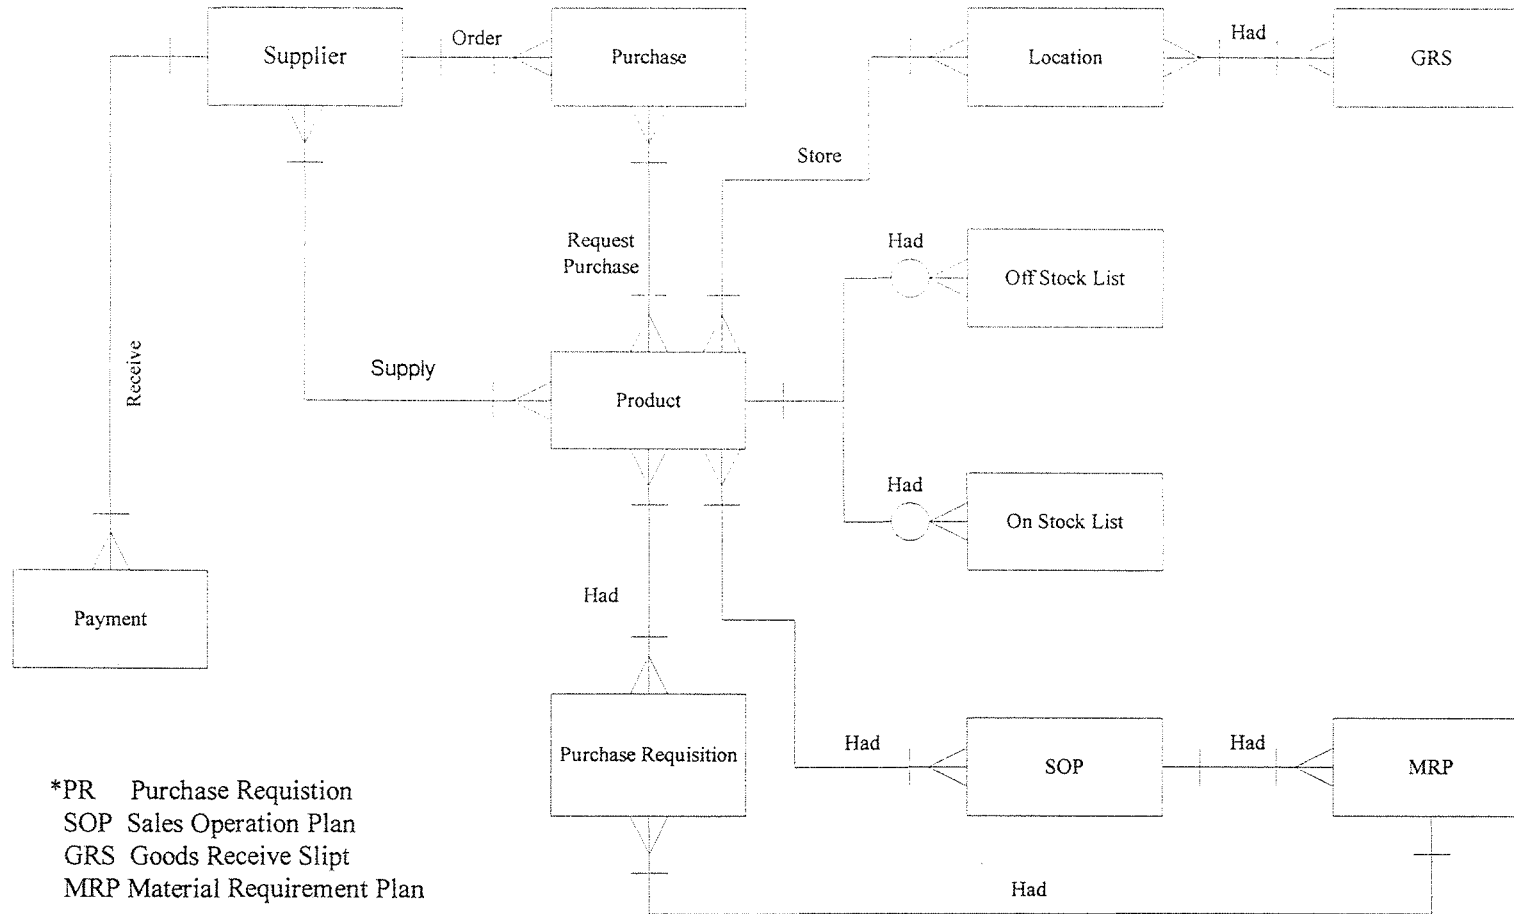 Supplier
Order
Purchase
Location
Had
GRS
Store
Request
Purchase
Had
Off Stock List
Receive
Supply
Product
Had
On Stock List
Payment
Had
Purchase Requisition
Had
SOP
Had
MRP
Had
*PR Purchase Requistion
SOP Sales Operation Plan
GRS Goods Receive Slipt
MRP Material Requirement Plan